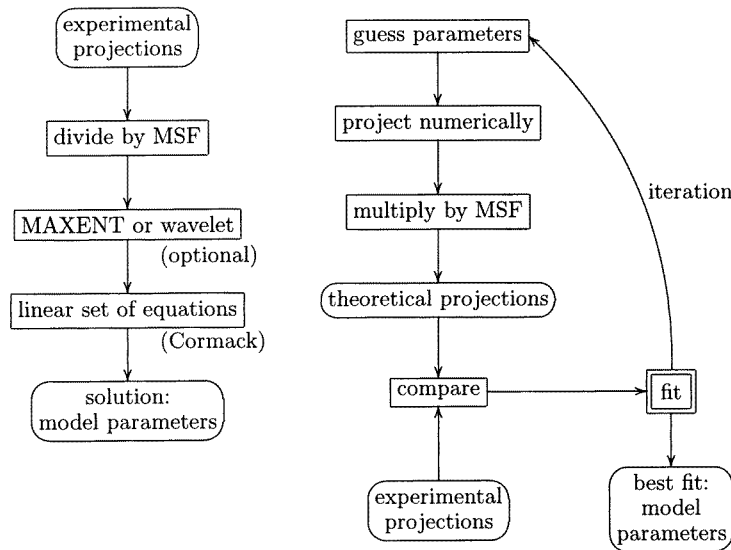 experimental
projections
divide by MSF
MAXENT or wavelet
(optional)
linear set of equations
(Cormack)
solution:
model parameters
guess parameters
project numerically
multiply by MSF
theoretical projections
compare
experimental
projections
iteration
fit
best fit:
model
parameters